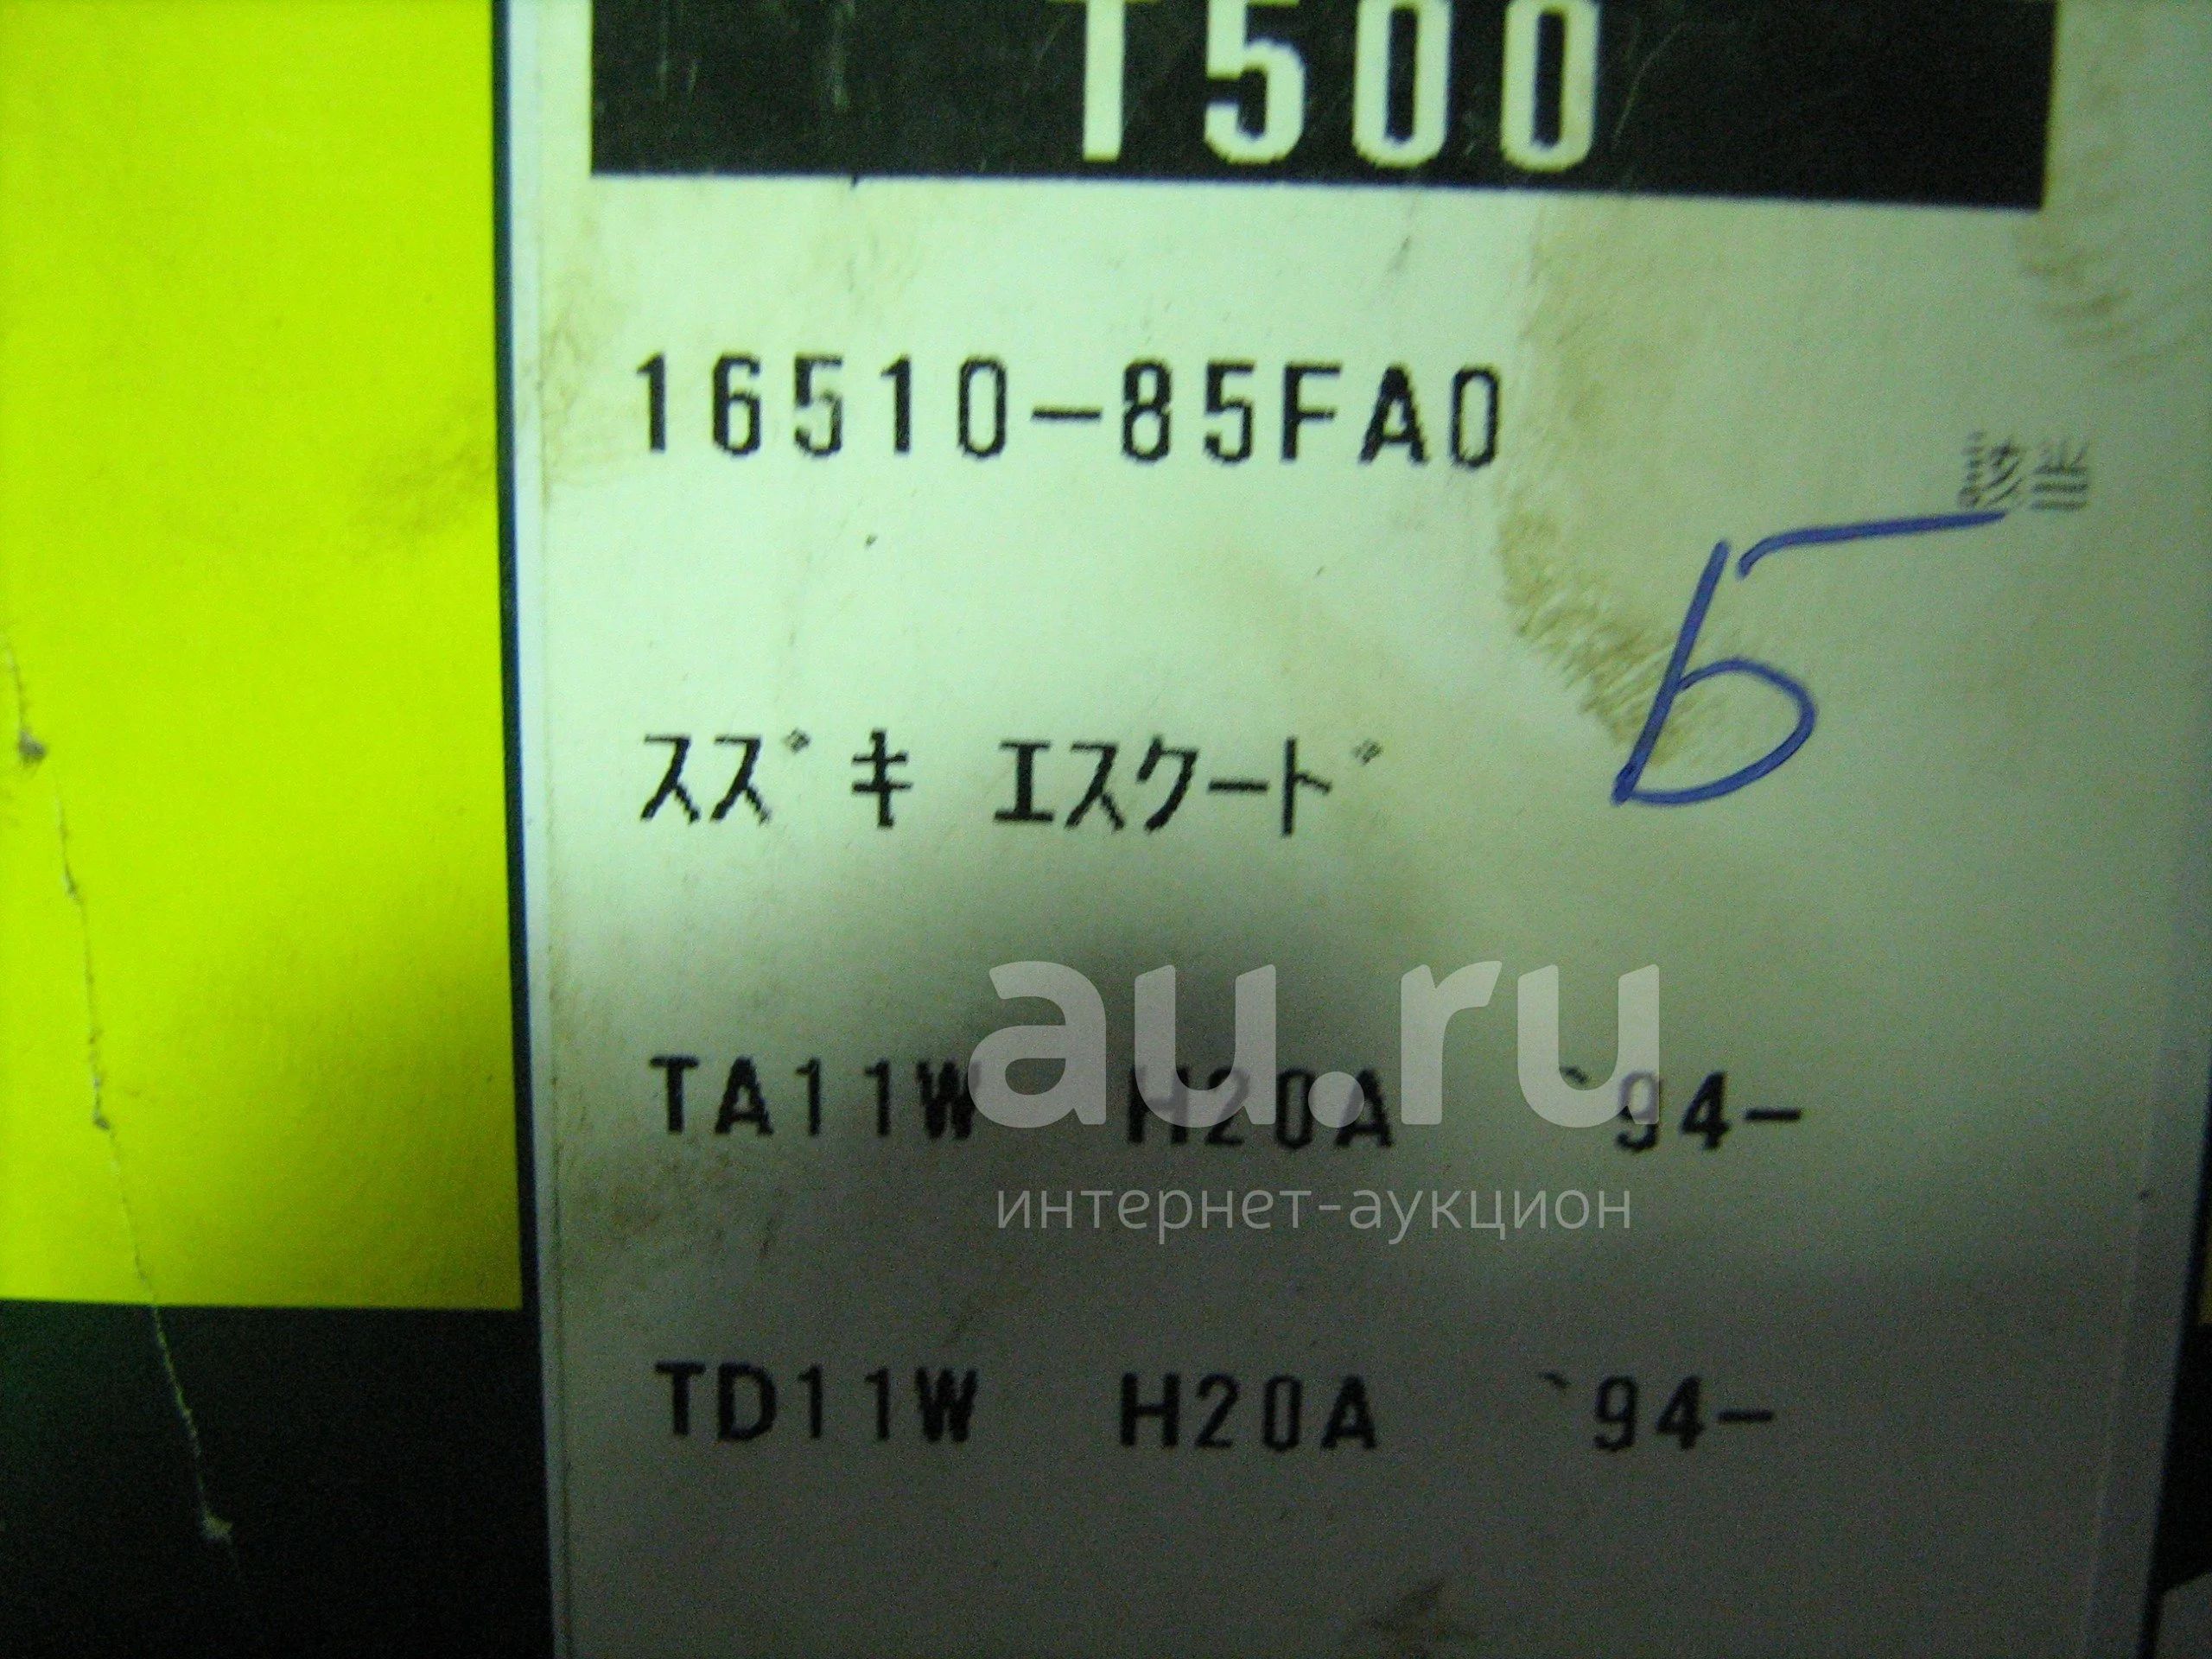 T500
16510-85FA0
該当
5
スズキ エスクード
au.ru
TA11W H20A `94-
интернет-аукцион
TD11W H20A `94-